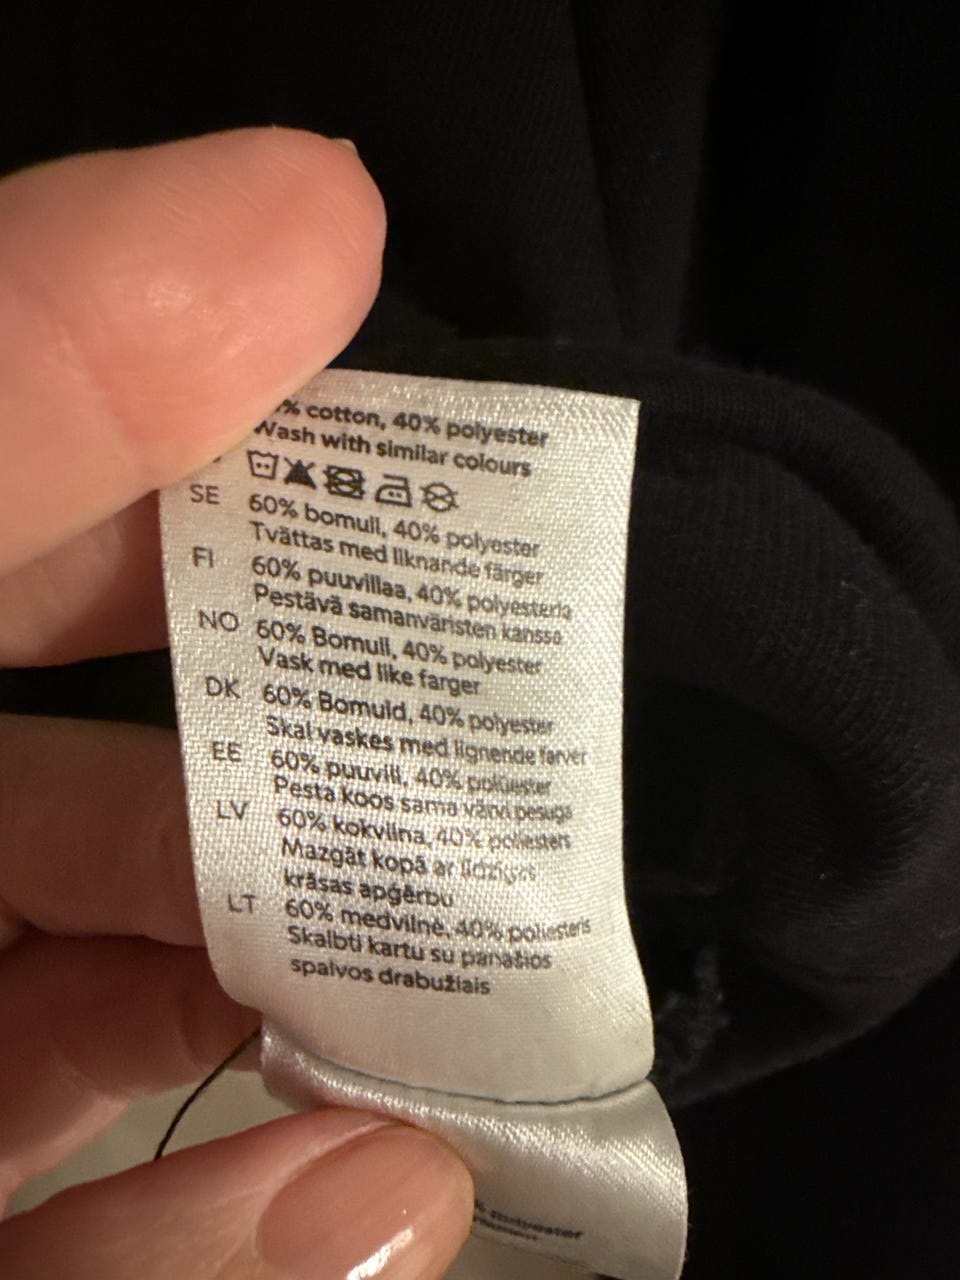 % cotton, 40% polyester
Wash with similar colours
SE 60% bomull, 40% polyester
Tvättas med liknande färger
FI 60% puuvillaa, 40% polyesteria
Pestävä samanväristen kanssa
NO 60% Bomull, 40% polyester
Vask med like farger
DK 60% Bomuld, 40% polyester
Skal vaskes med lignende farver
EE 60% puuvill, 40% polüester
Pesta koos sama värvi pesuga
LV 60% kokvilna, 40% poliesters
Mazgāt kopā ar līdzīgas
krāsas apģērbu
LT 60% medvilnė, 40% poliesteris
Skalbti kartu su panašios
spalvos drabužiais
% polyester